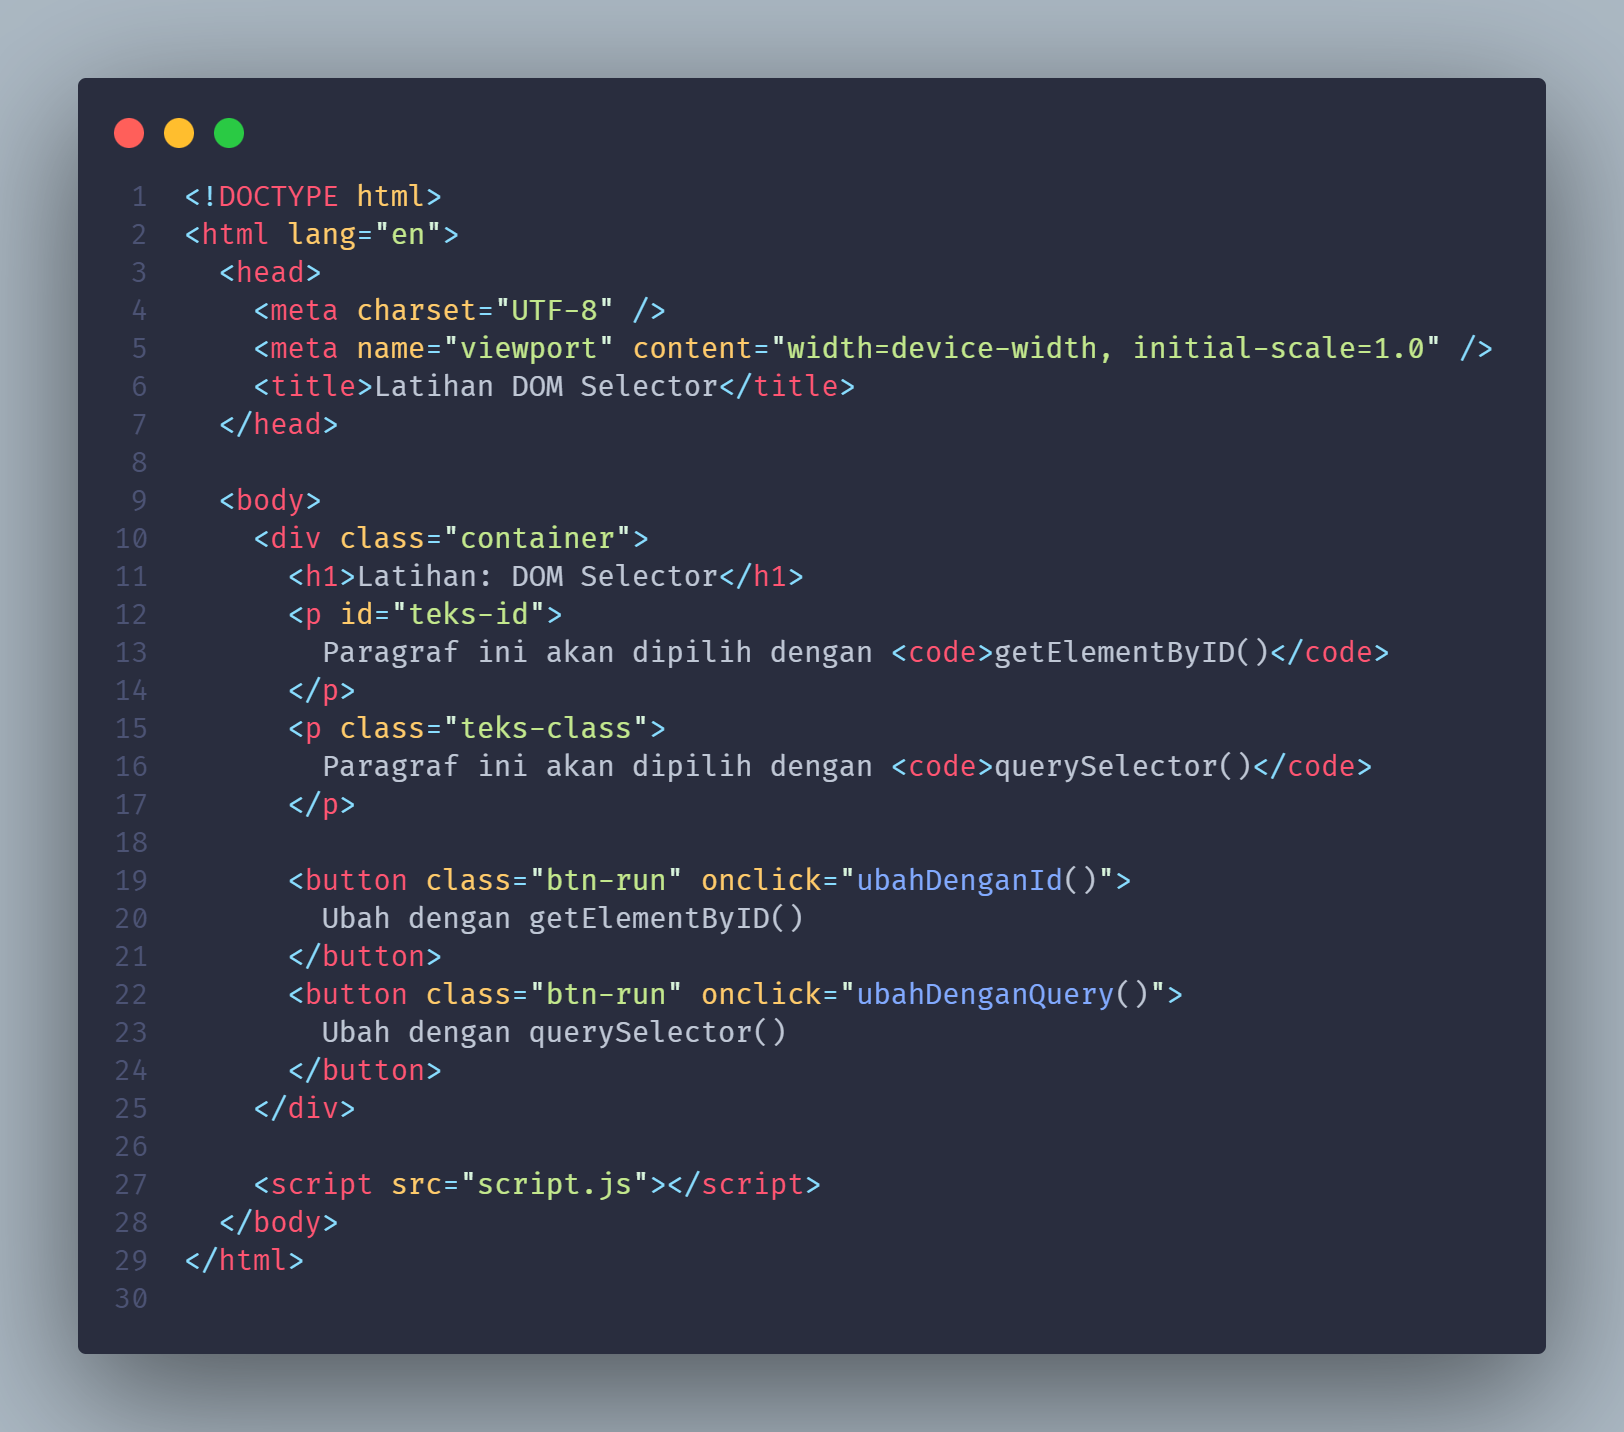 1 <!DOCTYPE html>
2 <html lang="en">
3   <head>
4     <meta charset="UTF-8" />
5     <meta name="viewport" content="width=device-width, initial-scale=1.0" />
6     <title>Latihan DOM Selector</title>
7   </head>
8
9   <body>
10     <div class="container">
11       <h1>Latihan: DOM Selector</h1>
12       <p id="teks-id">
13         Paragraf ini akan dipilih dengan <code>getElementByID()</code>
14       </p>
15       <p class="teks-class">
16         Paragraf ini akan dipilih dengan <code>querySelector()</code>
17       </p>
18
19       <button class="btn-run" onclick="ubahDenganId()">
20         Ubah dengan getElementByID()
21       </button>
22       <button class="btn-run" onclick="ubahDenganQuery()">
23         Ubah dengan querySelector()
24       </button>
25     </div>
26
27     <script src="script.js"></script>
28   </body>
29 </html>
30